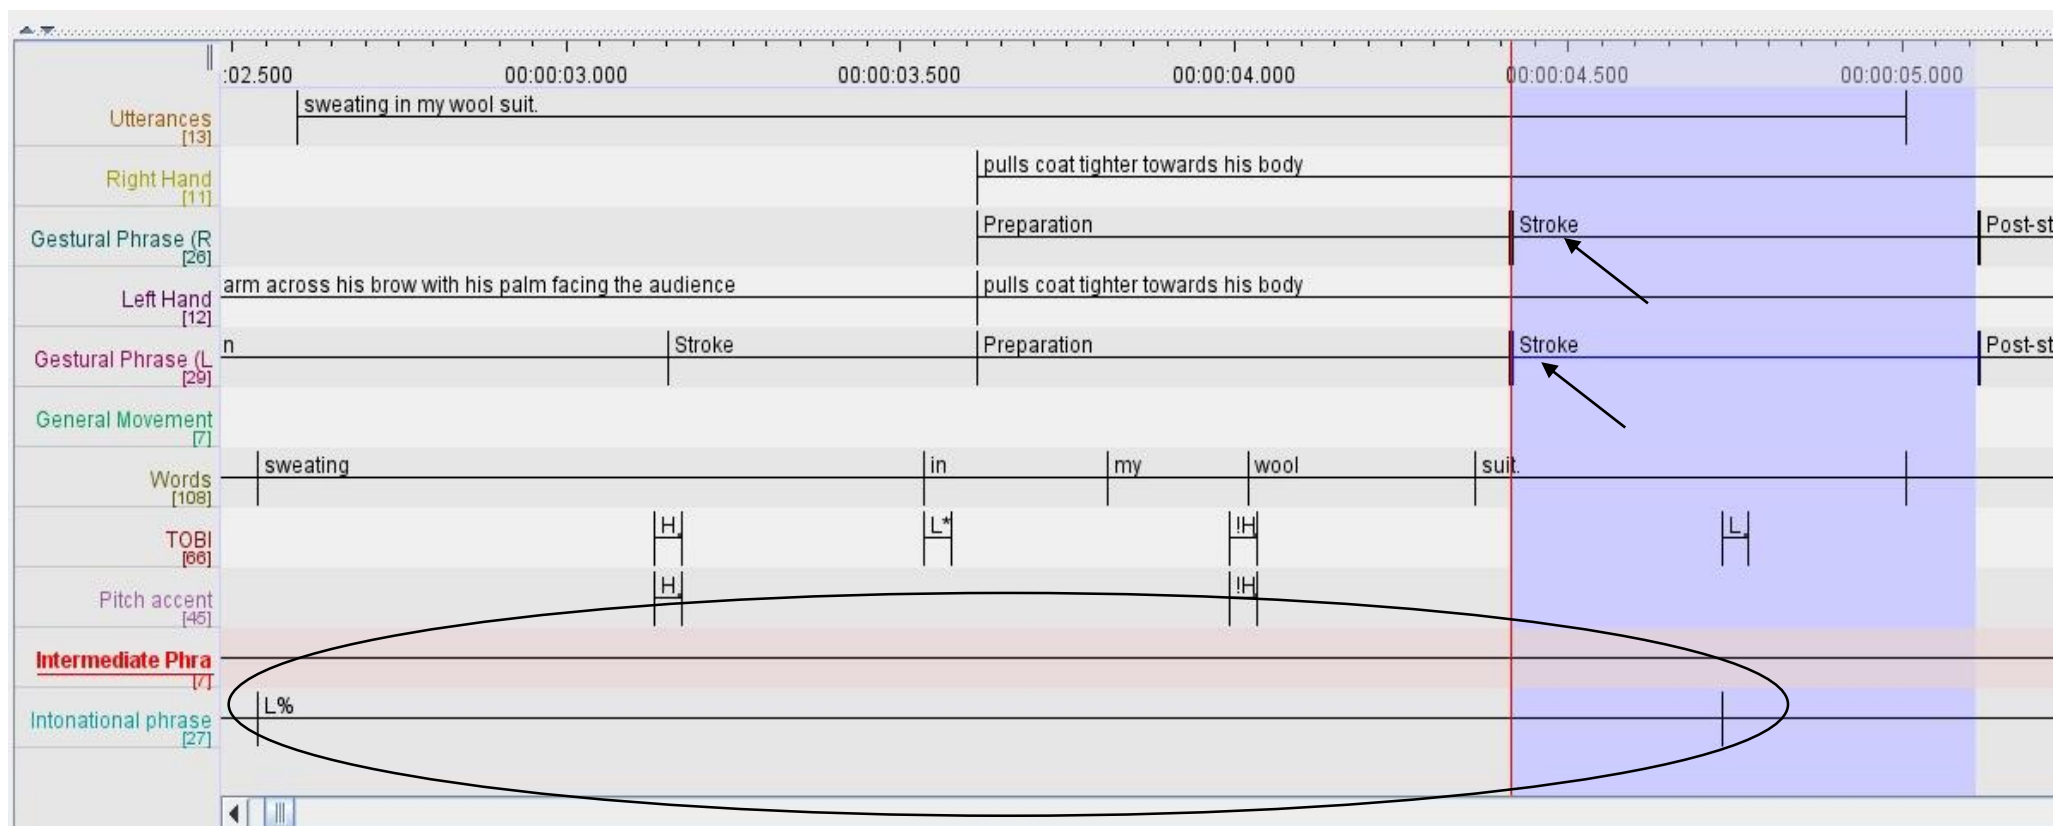 :02.500 00:00:03.000 00:00:03.500 00:00:04.000 00:00:04.500 00:00:05.000
Utterances sweating in my wool suit.
[13]
Right Hand pulls coat tighter towards his body
[11]
Gestural Phrase (R Preparation Stroke Post-st
[26]
Left Hand arm across his brow with his palm facing the audience pulls coat tighter towards his body
[12]
Gestural Phrase (L n Stroke Preparation Stroke Post-st
[29]
General Movement
[7]
Words sweating in my wool suit.
[108]
TOBI H L* !H L
[66]
Pitch accent H !H
[45]
Intermediate Phra
[7]
Intonational phrase L%
[27]